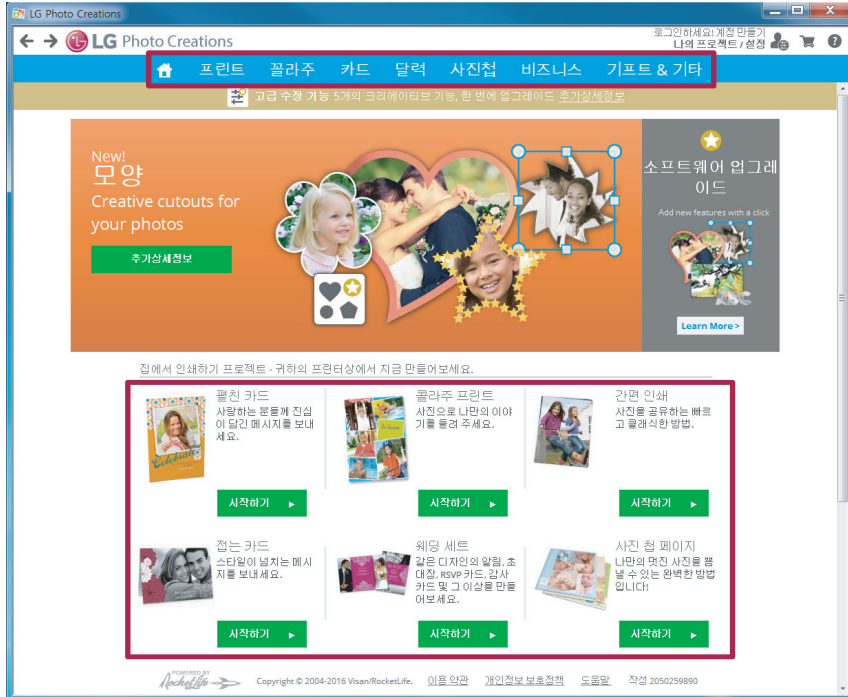 LG Photo Creations
LG Photo Creations
로그인하세요! 계정 만들기
나의 프로젝트 / 설정
프린트 꼴라주 카드 달력 사진첩 비즈니스 기프트 & 기타
고급 수정 기능 5개의 크리에이티브 기능, 한 번에 업그레이드 추가상세정보
New!
모양
Creative cutouts for
your photos
추가상세정보
소프트웨어 업그레
이드
Add new features with a click
ABC
Learn More >
집에서 인쇄하기 프로젝트 - 귀하의 프린터상에서 지금 만들어보세요.
펼친 카드
사랑하는 분들께 진심
이 담긴 메시지를 보내
세요.
Celebrate
시작하기
콜라주 프린트
사진으로 나만의 이야
기를 들려 주세요.
시작하기
간편 인쇄
사진을 공유하는 빠르
고 클래식한 방법.
시작하기
접는 카드
스타일이 넘치는 메시
지를 보내세요.
시작하기
웨딩 세트
같은 디자인의 알림, 초
대장, RSVP 카드, 감사
카드 및 그 이상을 만들
어보세요.
시작하기
사진 첩 페이지
나만의 멋진 사진을 뽐
낼 수 있는 완벽한 방법
입니다!
시작하기
POWERED BY
RocketLife
Copyright © 2004-2016 Visan/RocketLife. 이용 약관 개인정보 보호정책 도움말 작성 2050259890